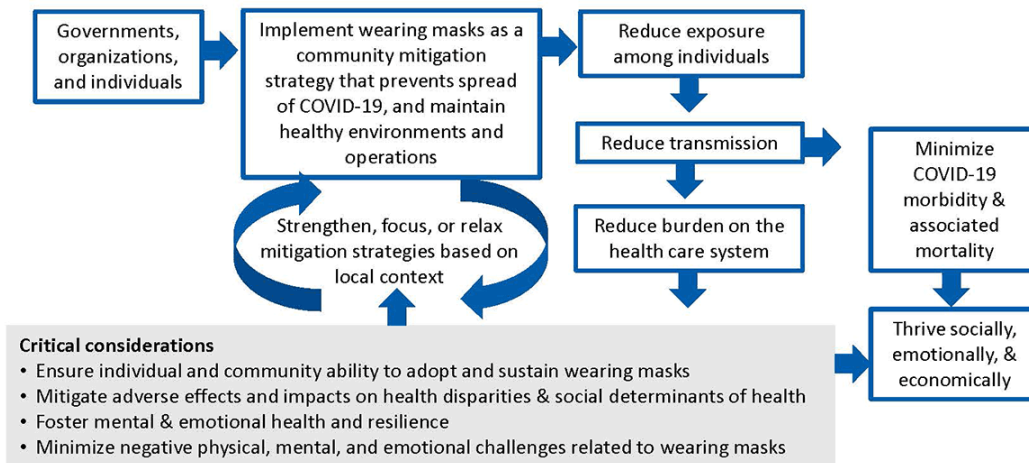 Governments,
organizations,
and individuals
Implement wearing masks as a
community mitigation
strategy that prevents spread
of COVID-19, and maintain
healthy environments and
operations
Reduce exposure
among individuals
Reduce transmission
Minimize
COVID-19
morbidity &
associated
mortality
Strengthen, focus, or relax
mitigation strategies based on
local context
Reduce burden on the
health care system
Thrive socially,
emotionally, &
economically
Critical considerations
• Ensure individual and community ability to adopt and sustain wearing masks
• Mitigate adverse effects and impacts on health disparities & social determinants of health
• Foster mental & emotional health and resilience
• Minimize negative physical, mental, and emotional challenges related to wearing masks